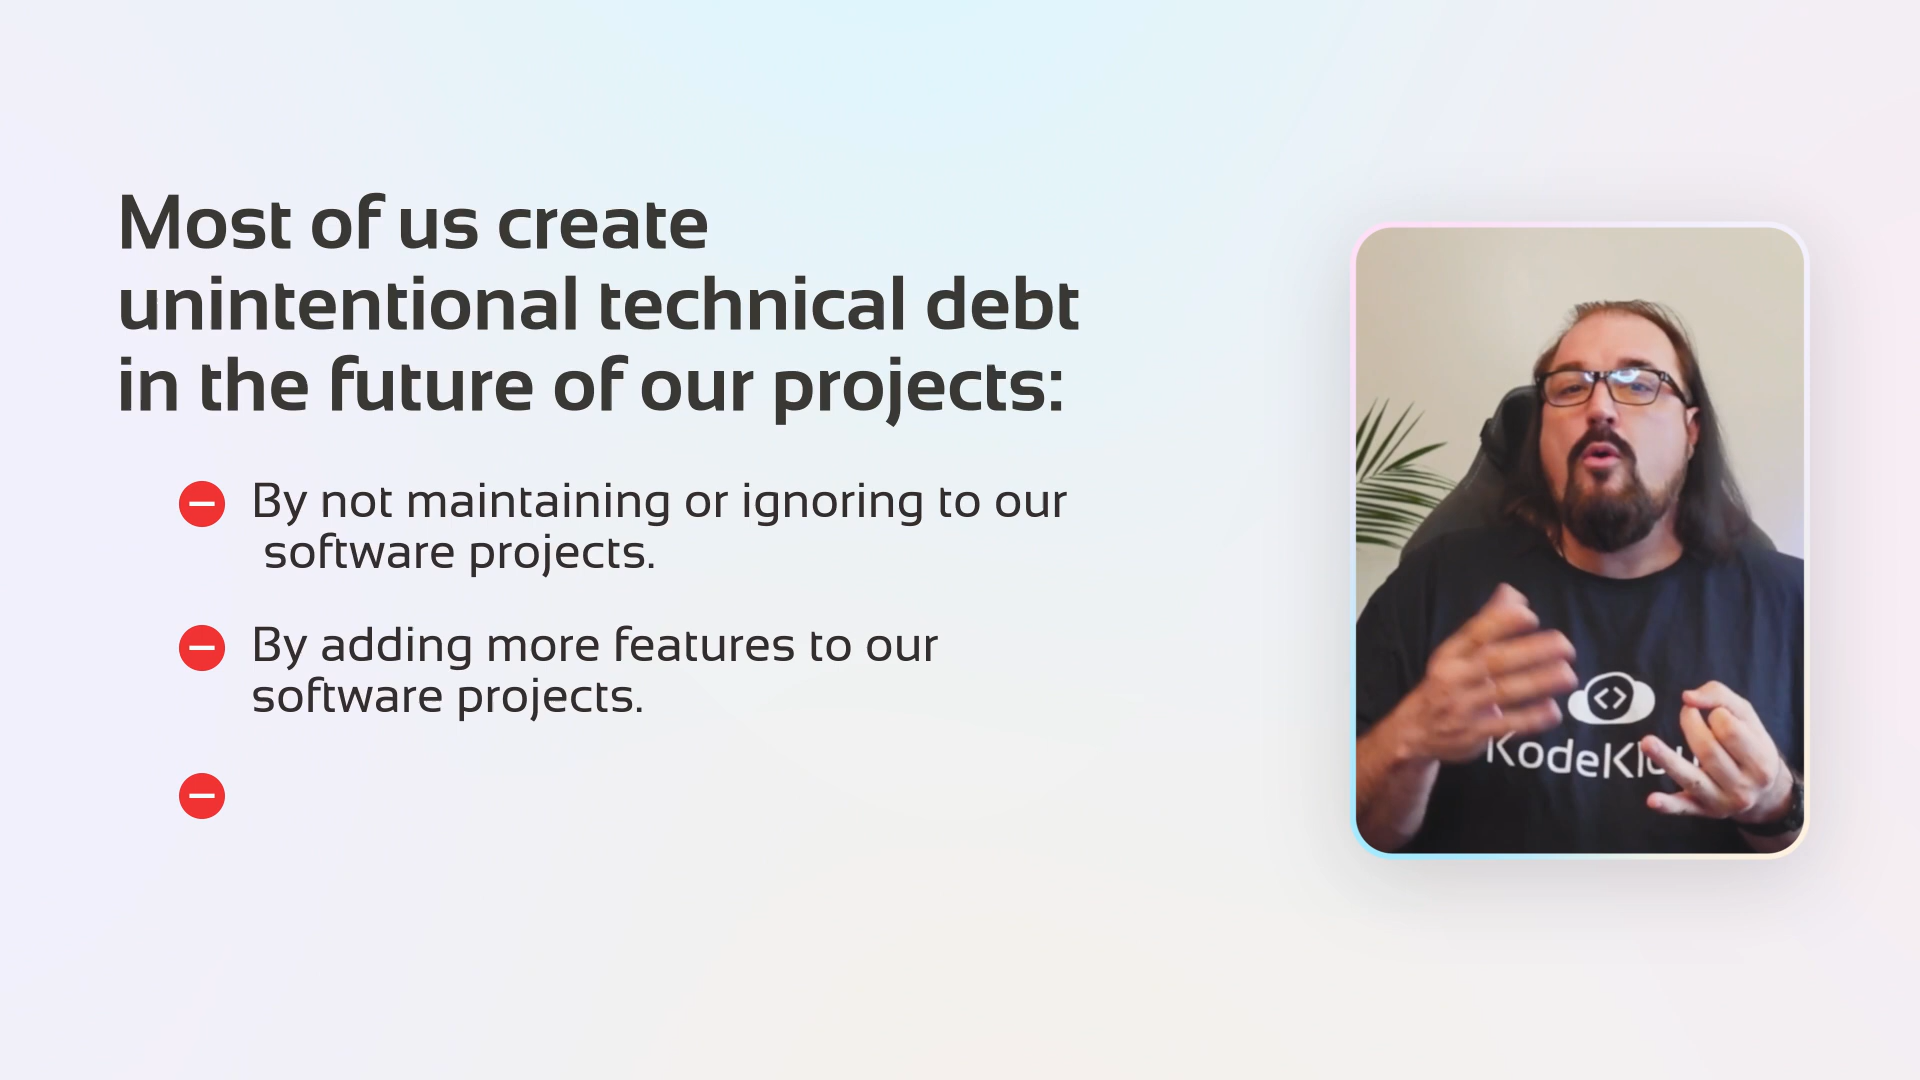 Most of us create
unintentional technical debt
in the future of our projects:
By not maintaining or ignoring to our
software projects.
By adding more features to our
software projects.